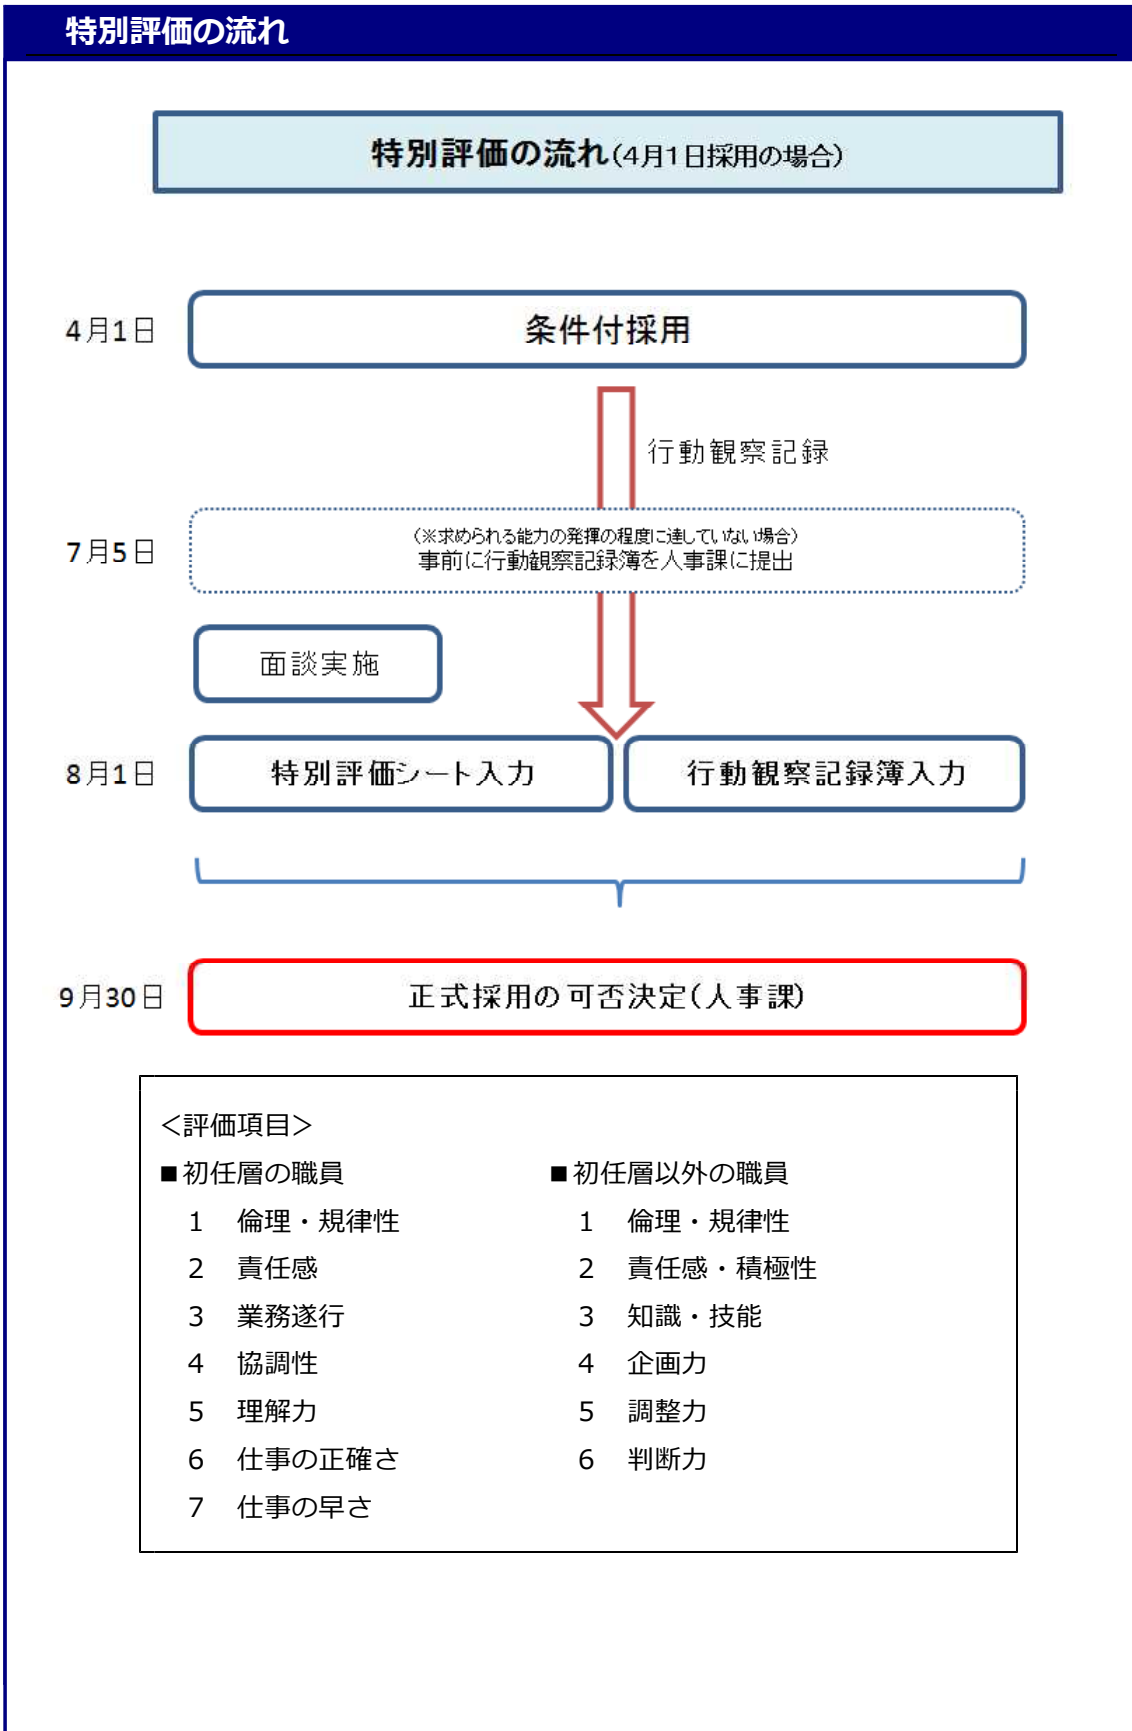 特別評価の流れ
特別評価の流れ(4月1日採用の場合)
4月1日
条件付採用
行動観察記録
7月5日
(※求められる能力の発揮の程度に達していない場合)
事前に行動観察記録簿を人事課に提出
面談実施
8月1日
特別評価シート入力
行動観察記録簿入力
9月30日
正式採用の可否決定(人事課)
＜評価項目＞
■初任層の職員
1 倫理・規律性
2 責任感
3 業務遂行
4 協調性
5 理解力
6 仕事の正確さ
7 仕事の早さ
■初任層以外の職員
1 倫理・規律性
2 責任感・積極性
3 知識・技能
4 企画力
5 調整力
6 判断力